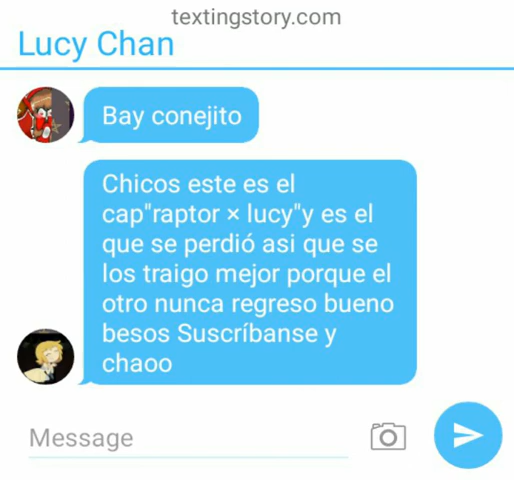 textingstory.com
Lucy Chan
Bay conejito
Chicos este es el
cap"raptor × lucy"y es el
que se perdió asi que se
los traigo mejor porque el
otro nunca regreso bueno
besos Suscríbanse y
chaoo
Message